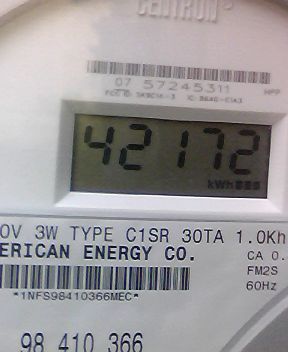 CENTRON®
07 57245311
42172
kWh
0V 3W TYPE C1SR 30TA 1.0Kh
ERICAN ENERGY CO.
CA 0.
FM2S
60Hz
*1NFS98410366MEC*
98 410 366